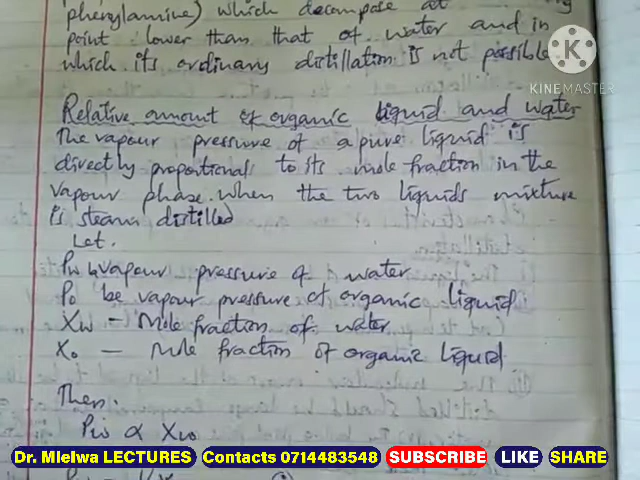 phenylamine) which decompose at
point lower than that of water and in
which its ordinary distillation is not possible
KINEMASTER
Relative amount of organic liquid and water
The vapour pressure of a pure liquid is
directly proportional to its mole fraction in the
vapour phase when the two liquids mixture
is steam distilled
Let.
Pw be vapour pressure of water
Po be vapour pressure of organic liquid
Xw - Mole fraction of water
Xo - Mole fraction of organic liquid
Then.
Pw ∝ Xw
Dr. Mlelwa LECTURES Contacts 0714483548 SUBSCRIBE LIKE SHARE